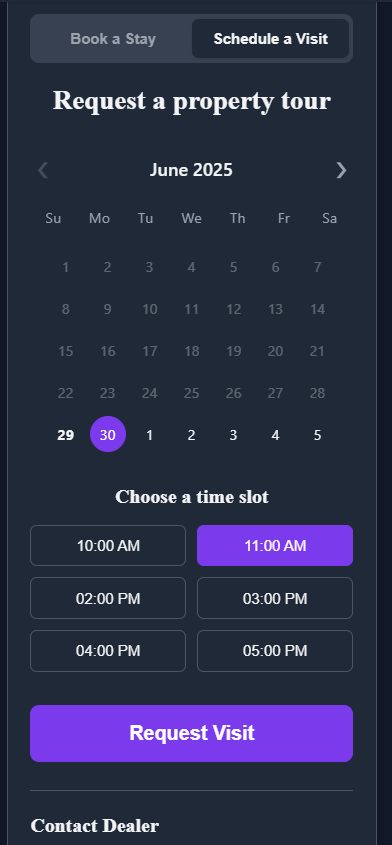 Book a Stay Schedule a Visit
Request a property tour
❮ June 2025 ❯
Su Mo Tu We Th Fr Sa
1 2 3 4 5 6 7
8 9 10 11 12 13 14
15 16 17 18 19 20 21
22 23 24 25 26 27 28
29 30 1 2 3 4 5
Choose a time slot
10:00 AM 11:00 AM
02:00 PM 03:00 PM
04:00 PM 05:00 PM
Request Visit
Contact Dealer